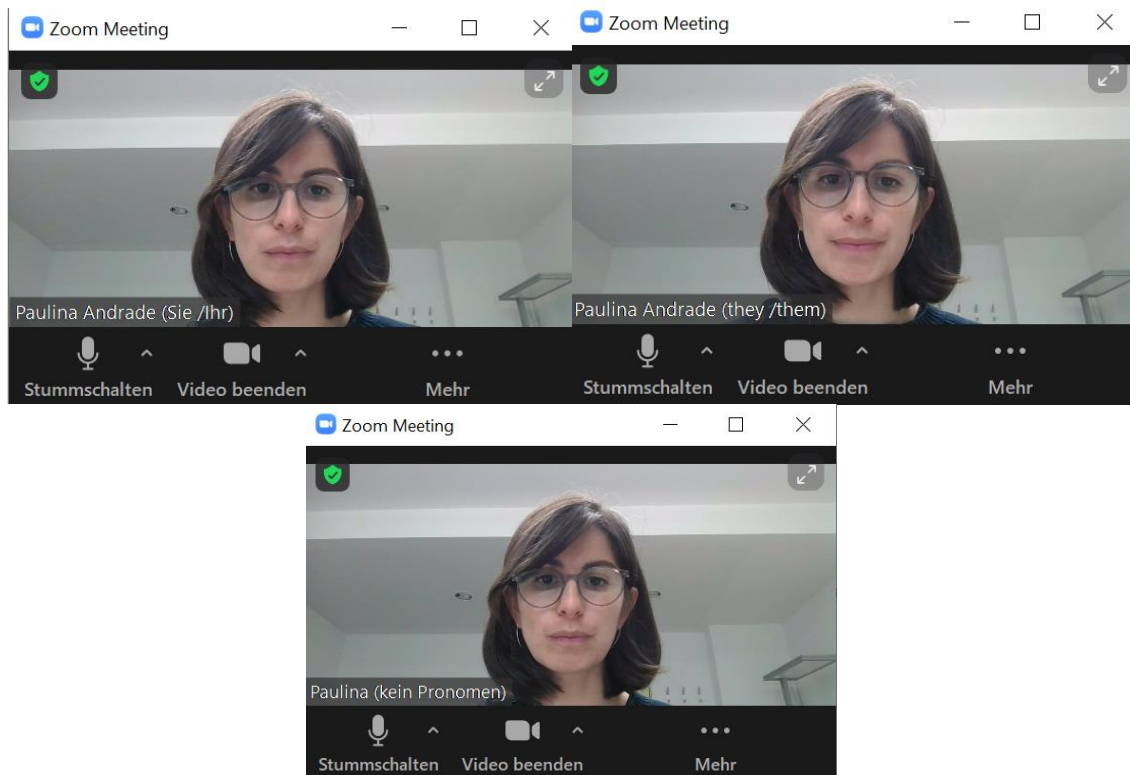 Zoom Meeting
Paulina Andrade (Sie /Ihr)
Stummschalten Video beenden Mehr
Zoom Meeting
Paulina Andrade (they /them)
Stummschalten Video beenden Mehr
Zoom Meeting
Paulina (kein Pronomen)
Stummschalten Video beenden Mehr